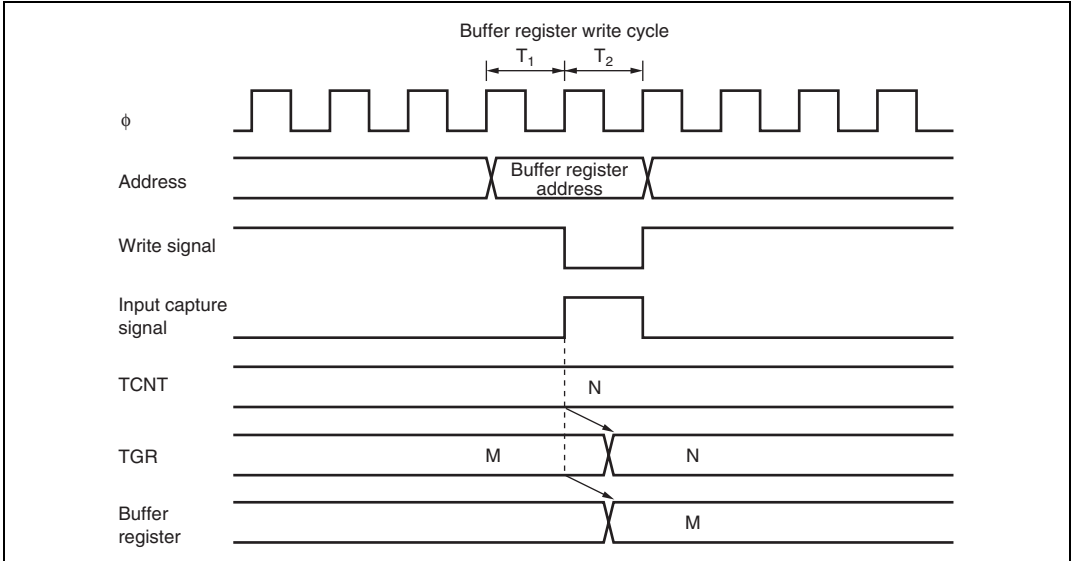 Buffer register write cycle
T1 T2
ϕ
Address
Buffer register
address
Write signal
Input capture
signal
TCNT
N
TGR
M N
Buffer
register
M